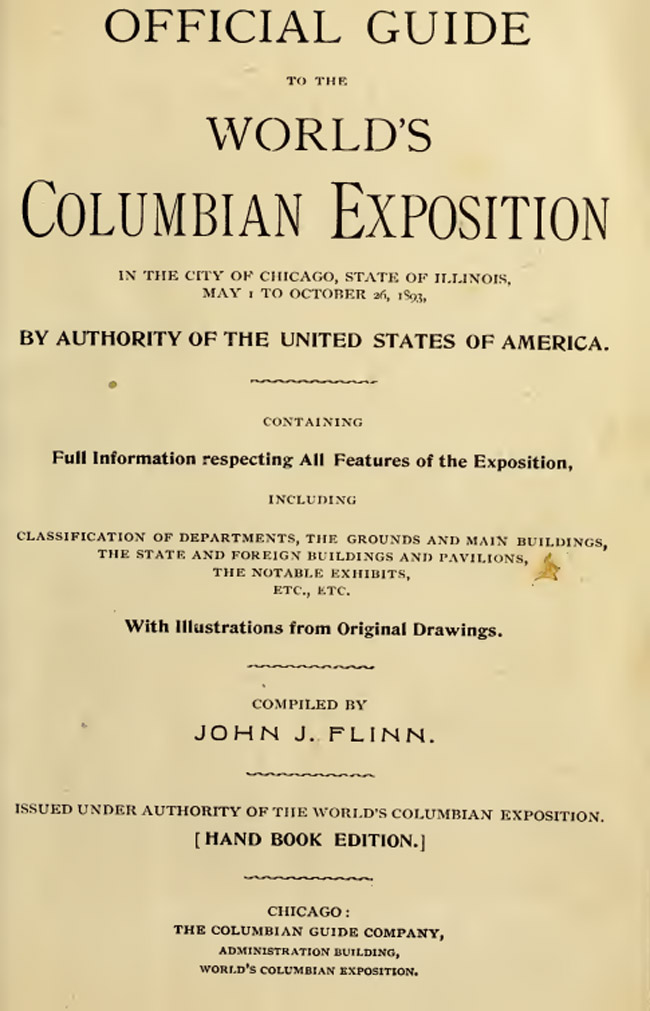 OFFICIAL GUIDE
TO THE
WORLD'S
COLUMBIAN EXPOSITION
IN THE CITY OF CHICAGO, STATE OF ILLINOIS,
MAY 1 TO OCTOBER 26, 1893,
BY AUTHORITY OF THE UNITED STATES OF AMERICA.
CONTAINING
Full Information respecting All Features of the Exposition,
INCLUDING
CLASSIFICATION OF DEPARTMENTS, THE GROUNDS AND MAIN BUILDINGS,
THE STATE AND FOREIGN BUILDINGS AND PAVILIONS,
THE NOTABLE EXHIBITS,
ETC., ETC.
With Illustrations from Original Drawings.
COMPILED BY
JOHN J. FLINN.
ISSUED UNDER AUTHORITY OF THE WORLD'S COLUMBIAN EXPOSITION.
[HAND BOOK EDITION.]
CHICAGO:
THE COLUMBIAN GUIDE COMPANY,
ADMINISTRATION BUILDING,
WORLD'S COLUMBIAN EXPOSITION.